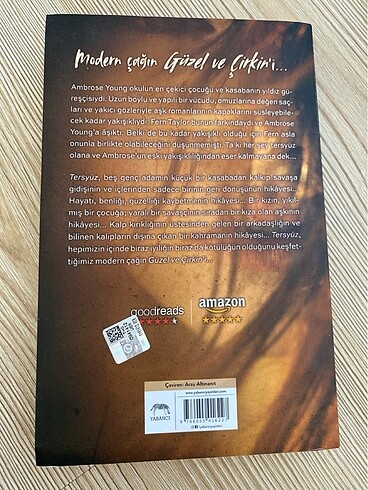 Modern çağın Güzel ve Çirkin'i...
Ambrose Young okulun en çekici çocuğu ve kasabanın yıldız gü-
reşçisiydi. Uzun boylu ve yapılı bir vücudu, omuzlarına değen saç-
ları ve yakıcı gözleriyle aşk romanlarının kapaklarını süsleyebile-
cek kadar yakışıklıydı. Fern Taylor bunun farkındaydı ve Ambrose
Young'a âşıktı. Belki de bu kadar yakışıklı olduğu için Fern asla
onunla birlikte olabileceğini düşünmemişti. Ta ki her şey tersyüz
olana ve Ambrose'un eski yakışıklılığından eser kalmayana dek...
Tersyüz, beş genç adamın küçük bir kasabadan kalkıp savaşa
gidişinin ve içlerinden sadece birinin geri dönüşünün hikâyesi...
Hayatı, benliği, güzelliği kaybetmenin hikâyesi... Bir kızın, yıkıl-
mış bir çocuğa; yaralı bir savaşçının sıradan bir kıza olan aşkının
hikâyesi... Kalp kırıklığının üstesinden gelen bir arkadaşlığın ve
bilinen kalıpların dışına çıkan bir kahramanın hikâyesi... Tersyüz,
hepimizin içinde biraz iyiliğin biraz da kötülüğün olduğunu keşfet-
tiğimiz modern çağın Güzel ve Çirkin'i...
goodreads
amazon
Çeviren: Arzu Altınanıt
YABANCI
www.yabanciyayinlari.com